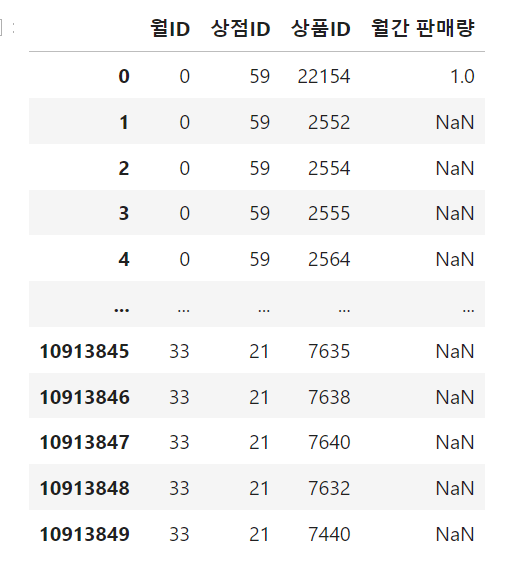 월ID 상점ID 상품ID 월간 판매량
0 0 59 22154 1.0
1 0 59 2552 NaN
2 0 59 2554 NaN
3 0 59 2555 NaN
4 0 59 2564 NaN
... ... ... ... ...
10913845 33 21 7635 NaN
10913846 33 21 7638 NaN
10913847 33 21 7640 NaN
10913848 33 21 7632 NaN
10913849 33 21 7440 NaN